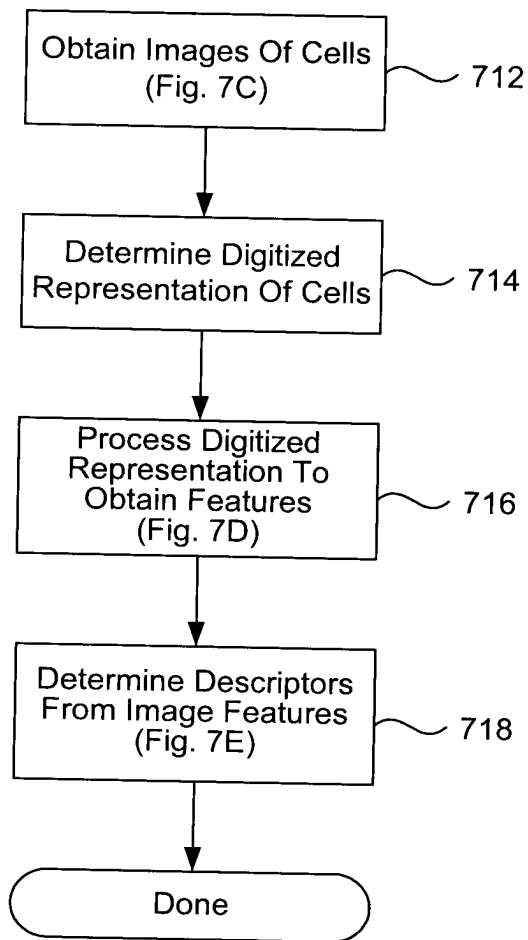 Obtain Images Of Cells
(Fig. 7C)
712
Determine Digitized
Representation Of Cells
714
Process Digitized
Representation To
Obtain Features
(Fig. 7D)
716
Determine Descriptors
From Image Features
(Fig. 7E)
718
Done